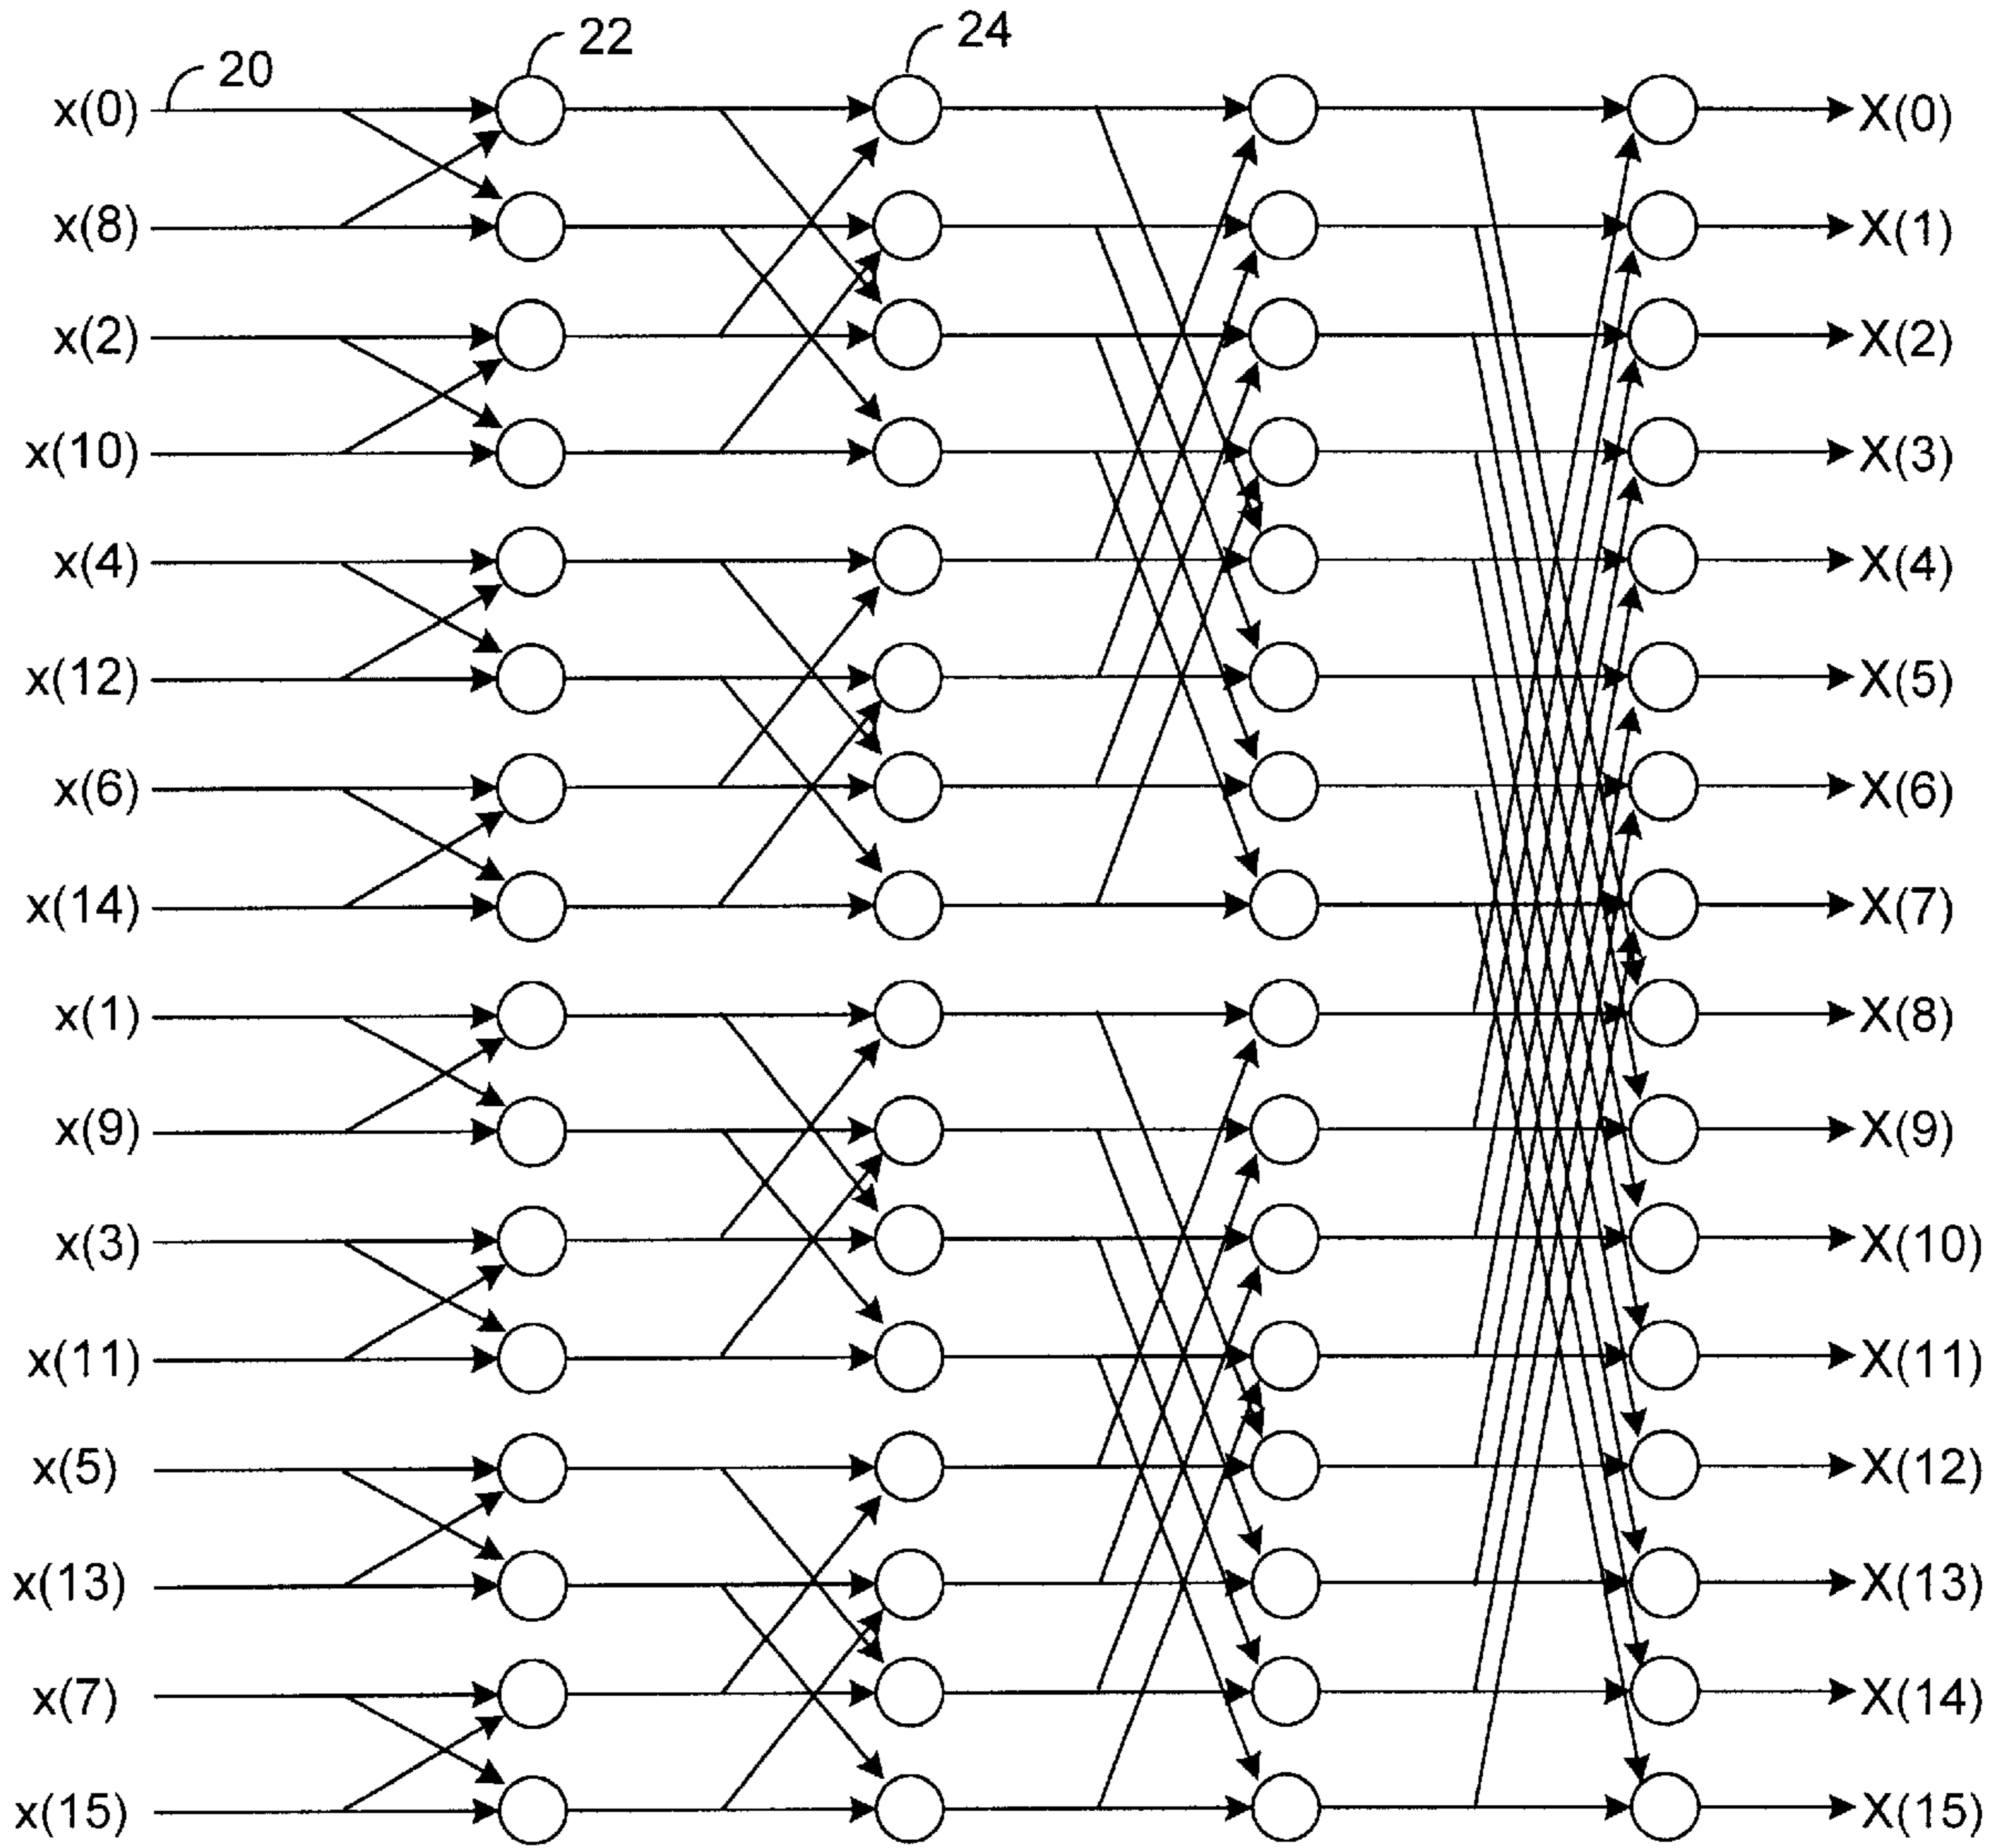 20 22 24
x(0) X(0)
x(8) X(1)
x(2) X(2)
x(10) X(3)
x(4) X(4)
x(12) X(5)
x(6) X(6)
x(14) X(7)
x(1) X(8)
x(9) X(9)
x(3) X(10)
x(11) X(11)
x(5) X(12)
x(13) X(13)
x(7) X(14)
x(15) X(15)